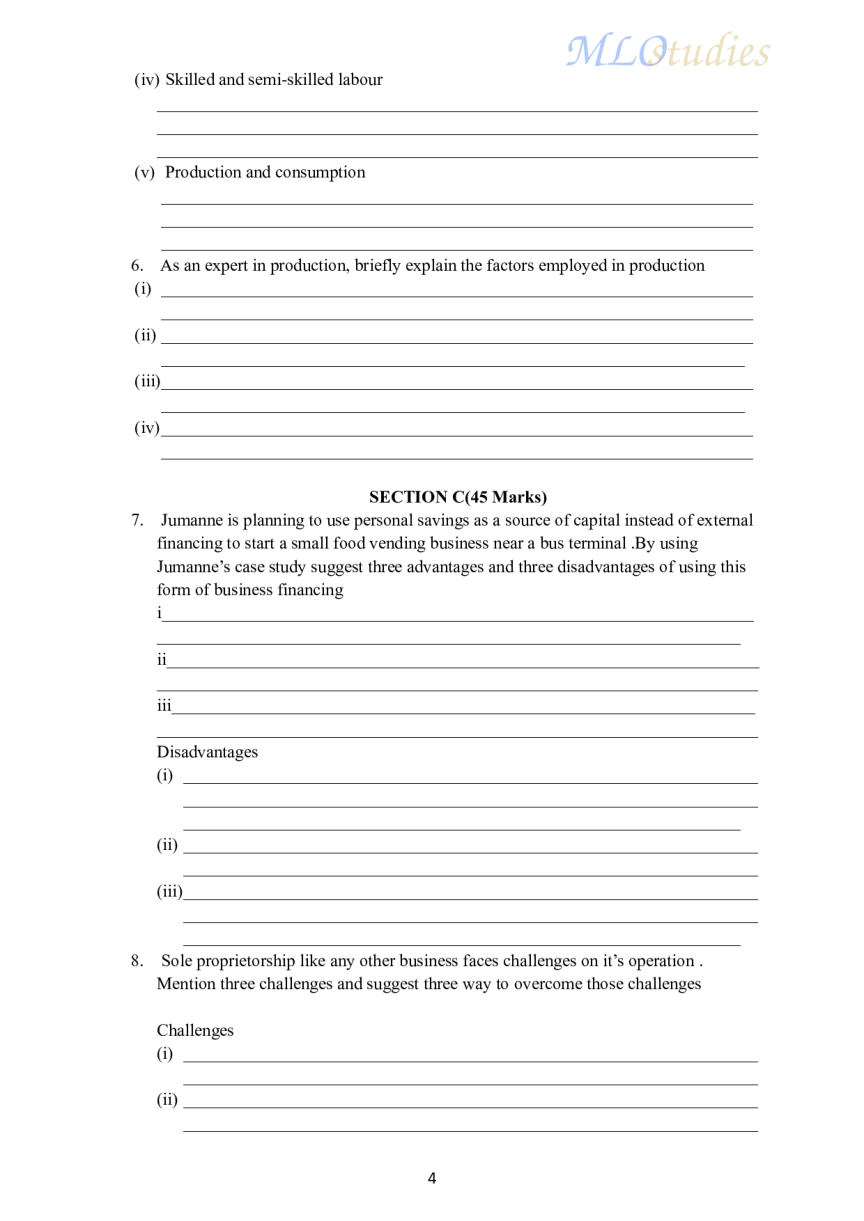 MLOstudies
(iv) Skilled and semi-skilled labour
(v) Production and consumption
6. As an expert in production, briefly explain the factors employed in production
(i)
(ii)
(iii)
(iv)
SECTION C(45 Marks)
7. Jumanne is planning to use personal savings as a source of capital instead of external
financing to start a small food vending business near a bus terminal .By using
Jumanne’s case study suggest three advantages and three disadvantages of using this
form of business financing
i
ii
iii
Disadvantages
(i)
(ii)
(iii)
8. Sole proprietorship like any other business faces challenges on it’s operation .
Mention three challenges and suggest three way to overcome those challenges
Challenges
(i)
(ii)
4